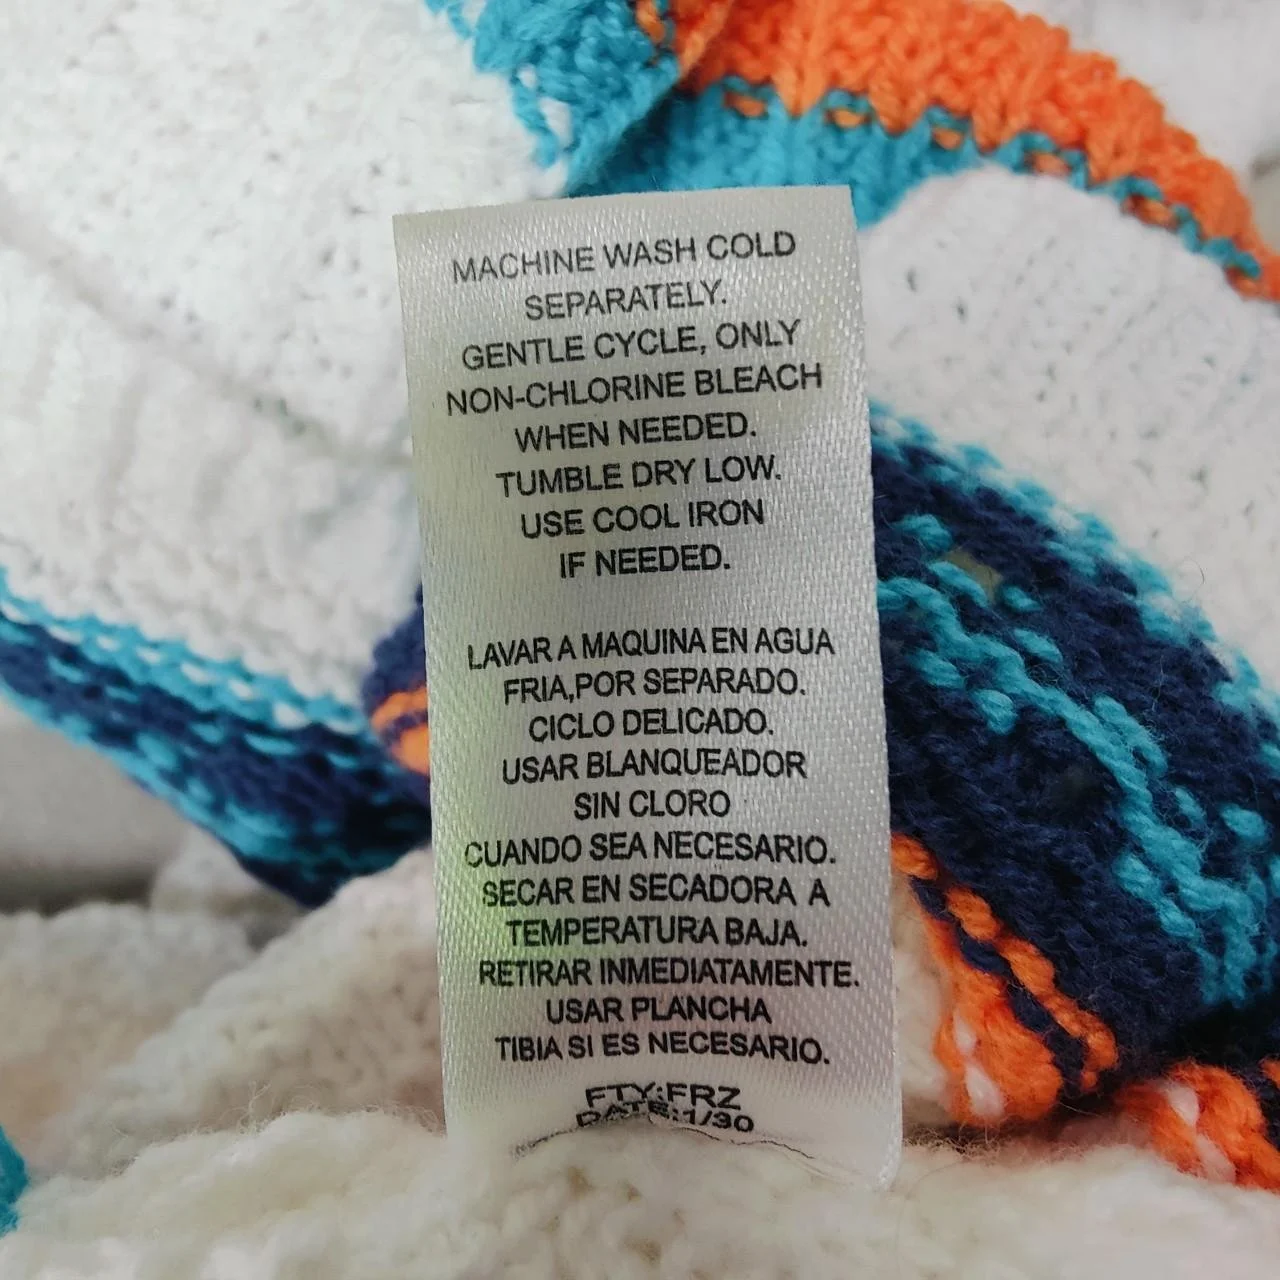 MACHINE WASH COLD
SEPARATELY.
GENTLE CYCLE, ONLY
NON-CHLORINE BLEACH
WHEN NEEDED.
TUMBLE DRY LOW.
USE COOL IRON
IF NEEDED.
LAVAR A MAQUINA EN AGUA
FRIA,POR SEPARADO.
CICLO DELICADO.
USAR BLANQUEADOR
SIN CLORO
CUANDO SEA NECESARIO.
SECAR EN SECADORA A
TEMPERATURA BAJA.
RETIRAR INMEDIATAMENTE.
USAR PLANCHA
TIBIA SI ES NECESARIO.
FTY:FRZ
DATE:1/30